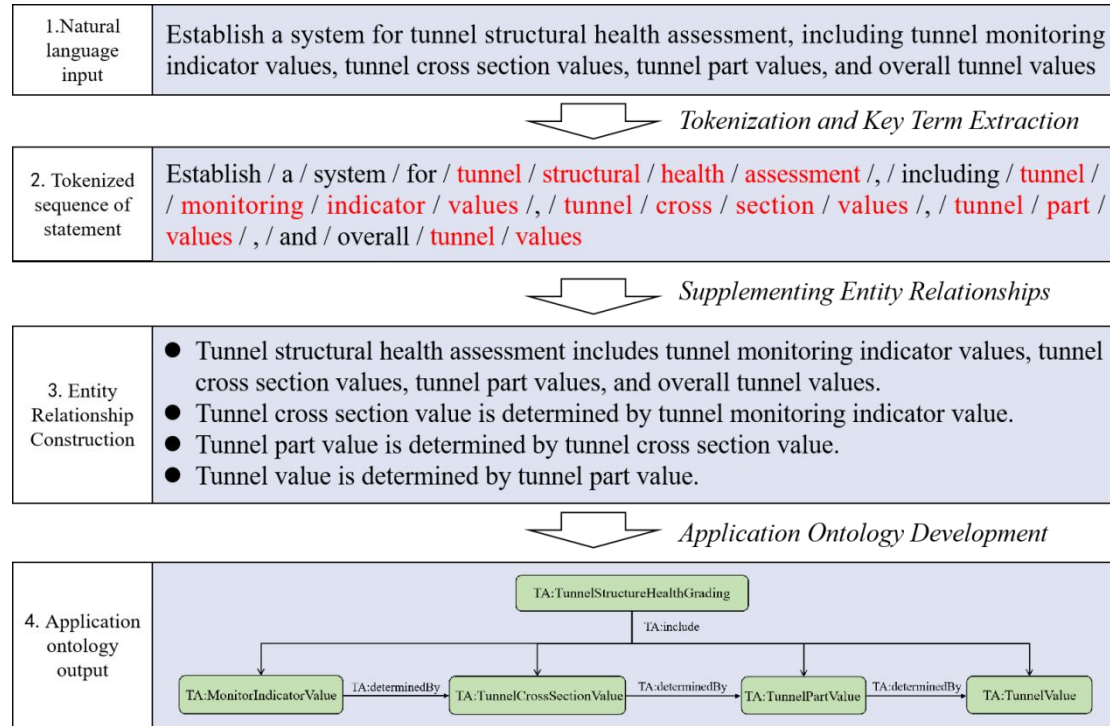 1.Natural
language
input
Establish a system for tunnel structural health assessment, including tunnel monitoring
indicator values, tunnel cross section values, tunnel part values, and overall tunnel values
Tokenization and Key Term Extraction
2. Tokenized
sequence of
statement
Establish / a / system / for / tunnel / structural / health / assessment /, / including / tunnel /
/ monitoring / indicator / values /, / tunnel / cross / section / values /, / tunnel / part /
values / , / and / overall / tunnel / values
Supplementing Entity Relationships
3. Entity
Relationship
Construction
● Tunnel structural health assessment includes tunnel monitoring indicator values, tunnel
cross section values, tunnel part values, and overall tunnel values.
● Tunnel cross section value is determined by tunnel monitoring indicator value.
● Tunnel part value is determined by tunnel cross section value.
● Tunnel value is determined by tunnel part value.
Application Ontology Development
4. Application
ontology
output
TA:TunnelStructureHealthGrading
TA:include
TA:MonitorIndicatorValue
TA:determinedBy
TA:TunnelCrossSectionValue
TA:determinedBy
TA:TunnelPartValue
TA:determinedBy
TA:TunnelValue